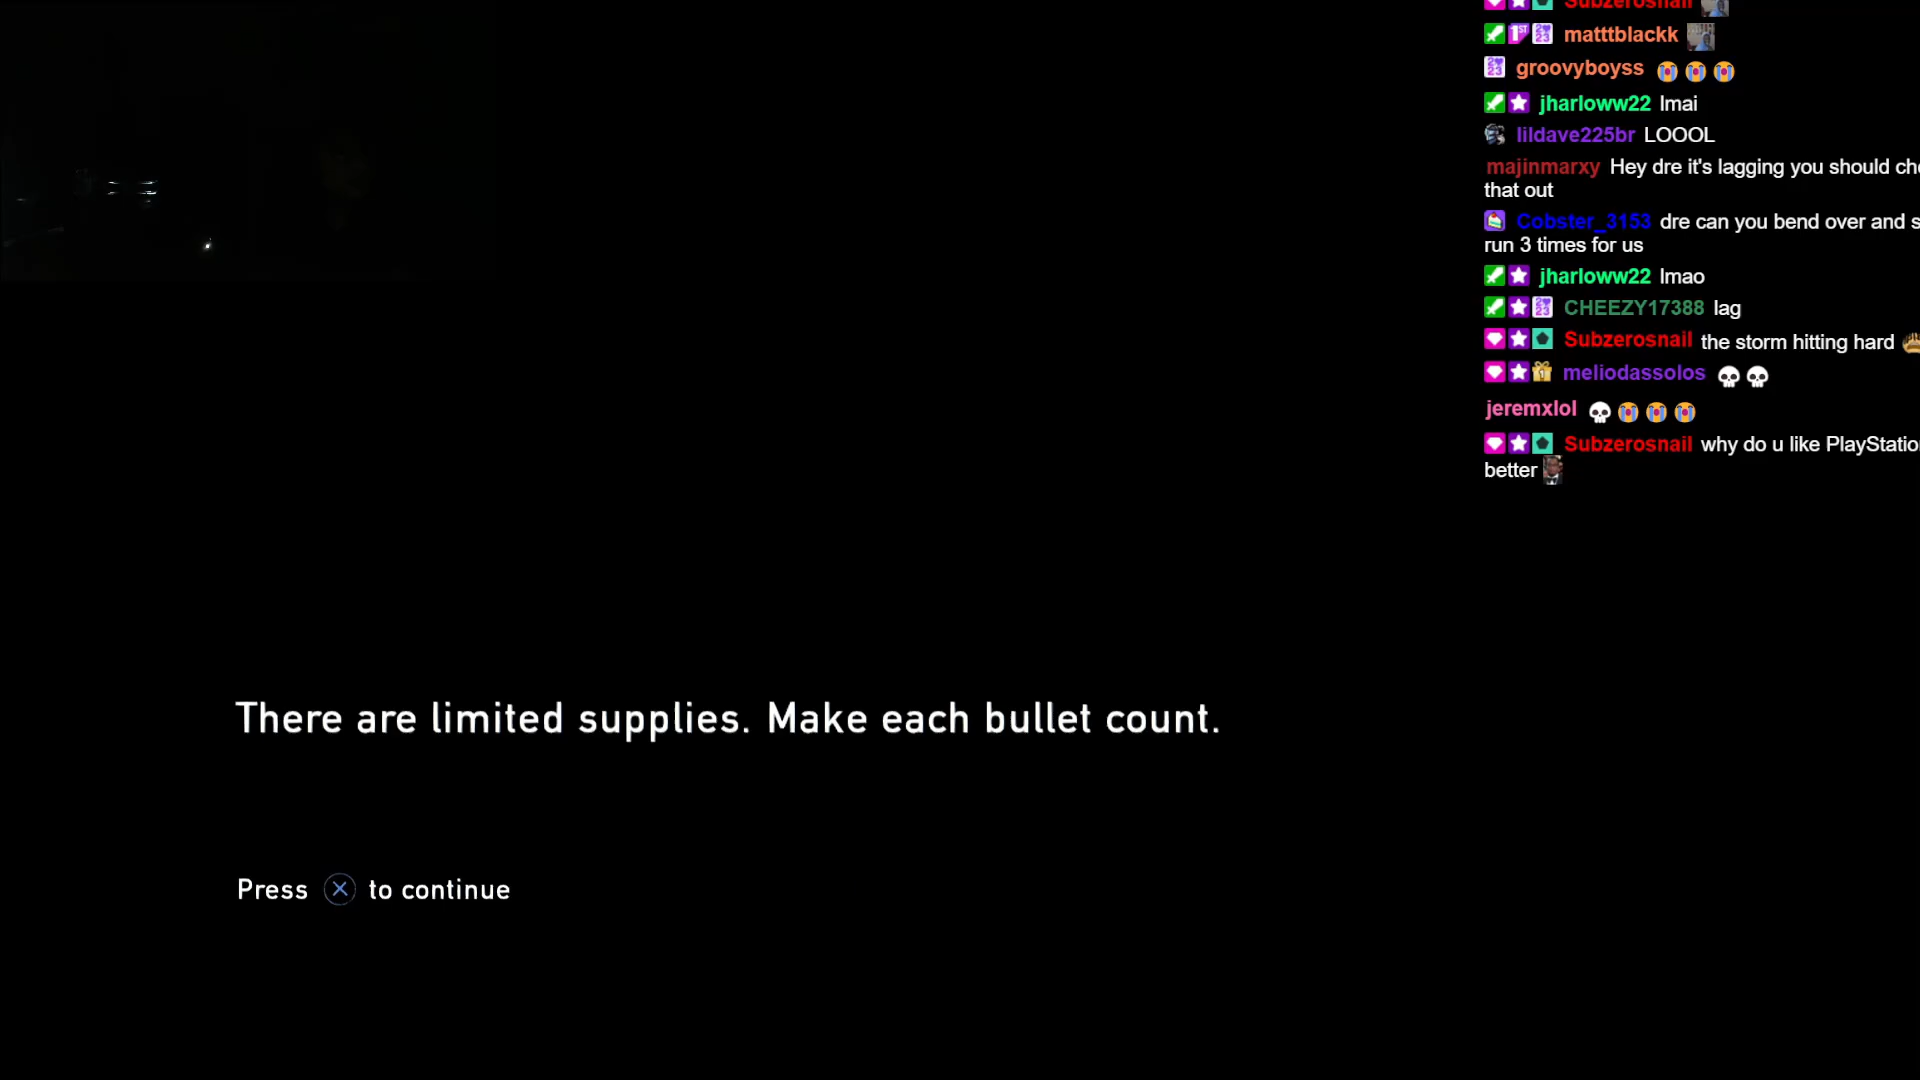 Subzerosnail
matttblackk
groovyboyss
jharloww22 lmai
lildave225br LOOOL
majinmarxy Hey dre it's lagging you should
that out
Cobster_3153 dre can you bend over and
run 3 times for us
jharloww22 lmao
CHEEZY17388 lag
Subzerosnail the storm hitting hard
meliodassolos
jeremxlol
Subzerosnail why do u like
better
There are limited supplies. Make each bullet count.
Press to continue